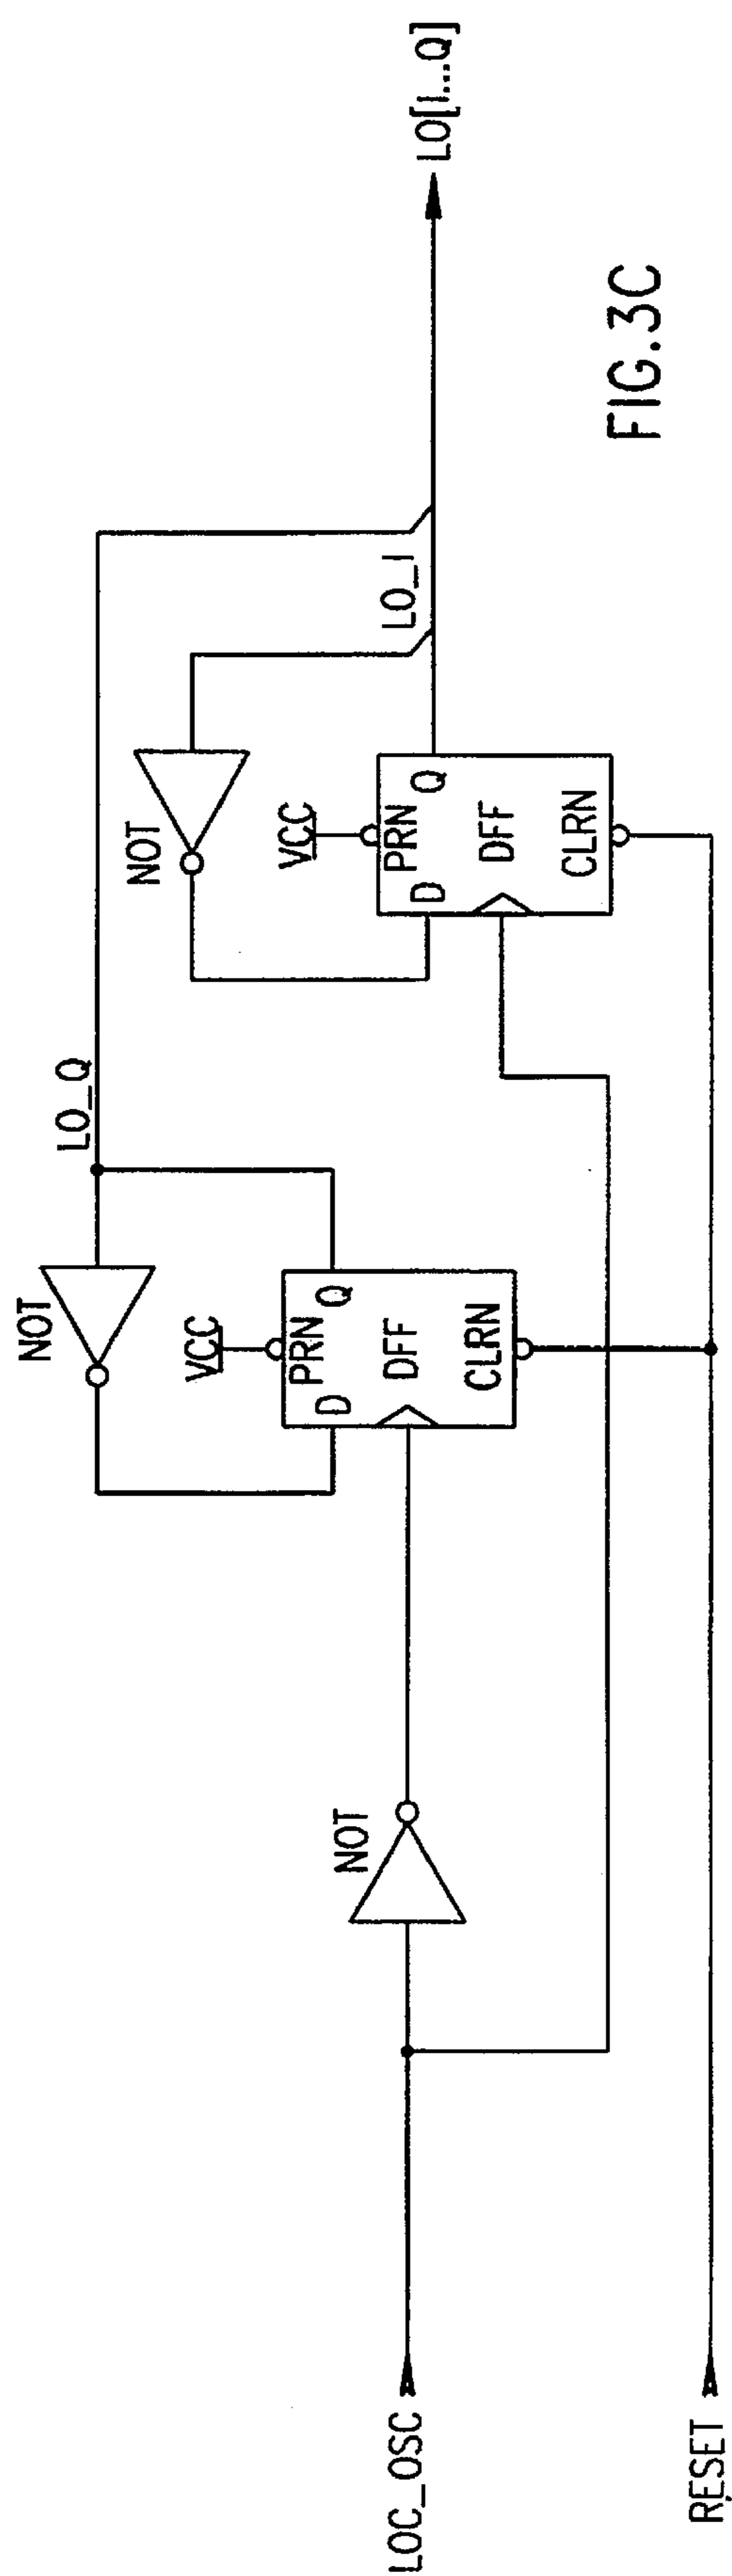 LOC_OSC
RESET
NOT
NOT
LO_Q
VCC
PRN
D
Q
DFF
CLRN
NOT
VCC
PRN
D
Q
DFF
CLRN
LO_I
LO[I...Q]
FIG.3C